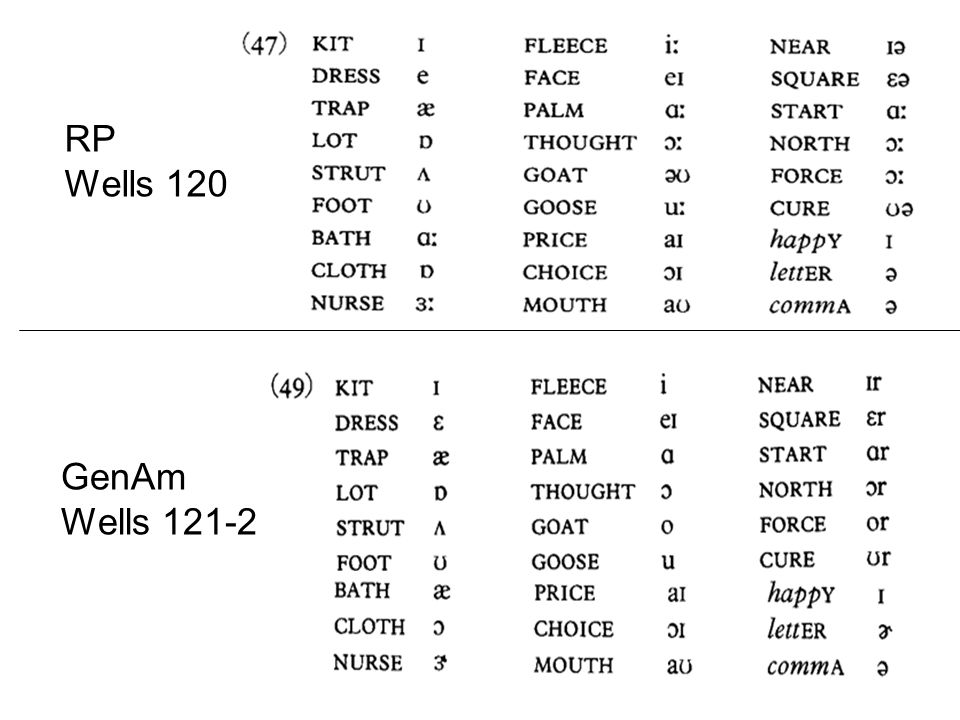 RP
Wells 120
(47) KIT ɪ FLEECE iː NEAR ɪə
DRESS e FACE eɪ SQUARE ɛə
TRAP æ PALM ɑː START ɑː
LOT ɒ THOUGHT ɔː NORTH ɔː
STRUT ʌ GOAT əʊ FORCE ɔː
FOOT ʊ GOOSE uː CURE ʊə
BATH ɑː PRICE aɪ happY ɪ
CLOTH ɒ CHOICE ɔɪ lettER ə
NURSE ɜː MOUTH aʊ commA ə
GenAm
Wells 121-2
(49) KIT ɪ FLEECE i NEAR ɪr
DRESS ɛ FACE eɪ SQUARE ɛr
TRAP æ PALM ɑ START ɑr
LOT ɒ THOUGHT ɔ NORTH ɔr
STRUT ʌ GOAT o FORCE or
FOOT ʊ GOOSE u CURE ʊr
BATH æ PRICE aɪ happY ɪ
CLOTH ɔ CHOICE ɔɪ lettER ɚ
NURSE ɝ MOUTH aʊ commA ə